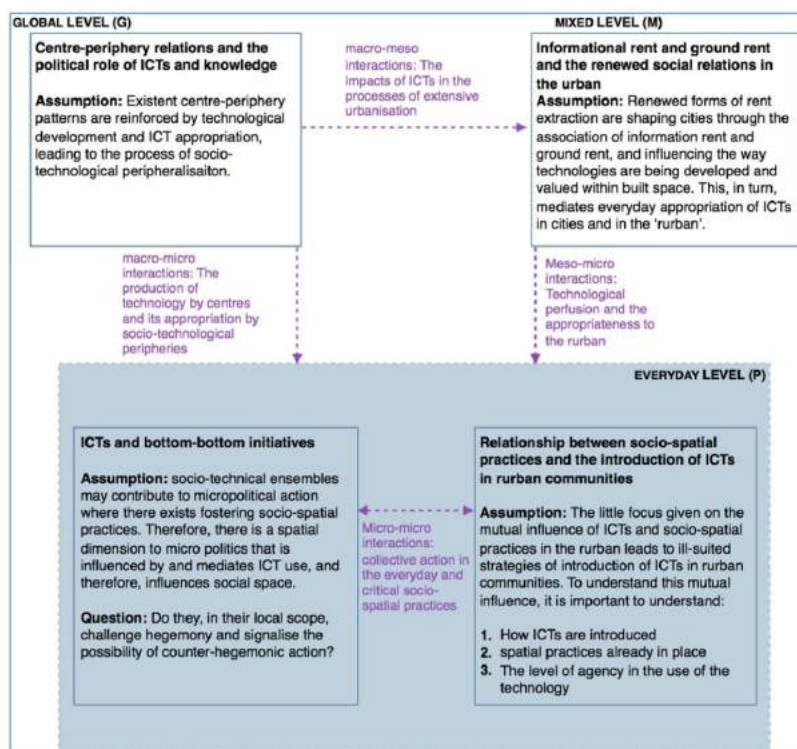 GLOBAL LEVEL (G)
MIXED LEVEL (M)
Centre-periphery relations and the
political role of ICTs and knowledge
Assumption: Existent centre-periphery
patterns are reinforced by technological
development and ICT appropriation,
leading to the process of socio-
technological peripheralisaiton.
macro-meso
interactions: The
impacts of ICTs in the
processes of extensive
urbanisation
Informational rent and ground rent
and the renewed social relations in
the urban
Assumption: Renewed forms of rent
extraction are shaping cities through the
association of information rent and
ground rent, and influencing the way
technologies are being developed and
valued within built space. This, in turn,
mediates everyday appropriation of ICTs
in cities and in the ‘rurban’.
macro-micro
interactions: The
production of
technology by centres
and its appropriation by
socio-technological
peripheries
Meso-micro
interactions:
Technological
perfusion and the
appropriateness to
the rurban
EVERYDAY LEVEL (P)
ICTs and bottom-bottom initiatives
Assumption: socio-technical ensembles
may contribute to micropolitical action
where there exists fostering socio-spatial
practices. Therefore, there is a spatial
dimension to micro politics that is
influenced by and mediates ICT use, and
therefore, influences social space.
Question: Do they, in their local scope,
challenge hegemony and signalise the
possibility of counter-hegemonic action?
Micro-micro
interactions:
collective action in
the everyday and
critical socio-
spatial practices
Relationship between socio-spatial
practices and the introduction of ICTs
in rurban communities
Assumption: The little focus given on the
mutual influence of ICTs and socio-spatial
practices in the rurban leads to ill-suited
strategies of introduction of ICTs in rurban
communities. To understand this mutual
influence, it is important to understand:
1. How ICTs are introduced
2. spatial practices already in place
3. The level of agency in the use of the
technology